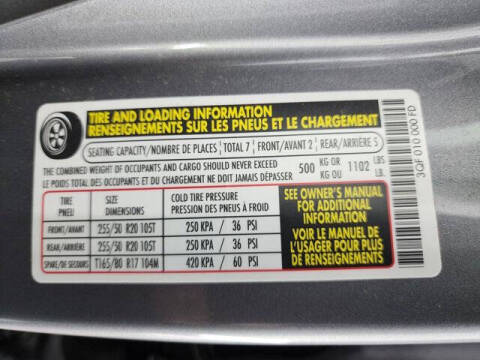 TIRE AND LOADING INFORMATION
RENSEIGNEMENTS SUR LES PNEUS ET LE CHARGEMENT
SEATING CAPACITY/NOMBRE DE PLACES TOTAL 7 FRONT/AVANT 2 REAR/ARRIÈRE 5
THE COMBINED WEIGHT OF OCCUPANTS AND CARGO SHOULD NEVER EXCEED 500 KG OR 1102 LBS.
LE POIDS TOTAL DES OCCUPANTS ET DU CHARGEMENT NE DOIT JAMAIS DÉPASSER KG OU LB.
TIRE SIZE COLD TIRE PRESSURE
PNEU DIMENSIONS PRESSION DES PNEUS À FROID
FRONT/AVANT 255/50 R20 105T 250 KPA / 36 PSI
REAR/ARRIÈRE 255/50 R20 105T 250 KPA / 36 PSI
SPARE/DE SECOURS T165/80 R17 104M 420 KPA / 60 PSI
SEE OWNER'S MANUAL
FOR ADDITIONAL
INFORMATION
VOIR LE MANUEL DE
L'USAGER POUR PLUS
DE RENSEIGNEMENTS
3QF 010 000 FD